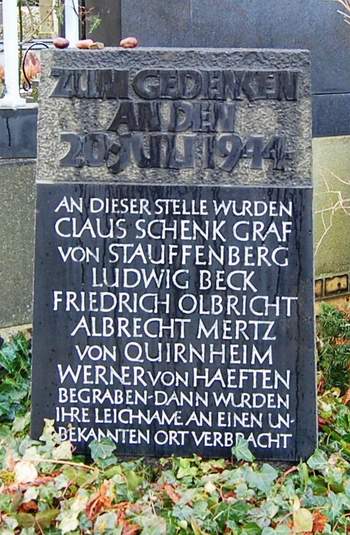 ZUM GEDENKEN
AN DEN
20·JULI 1944
AN DIESER STELLE WURDEN
CLAUS SCHENK GRAF
VON STAUFFENBERG
LUDWIG BECK
FRIEDRICH OLBRICHT
ALBRECHT MERTZ
VON QUIRNHEIM
WERNER VON HAEFTEN
BEGRABEN·DANN WURDEN
IHRE LEICHNAME AN EINEN UN-
BEKANNTEN ORT VERBRACHT